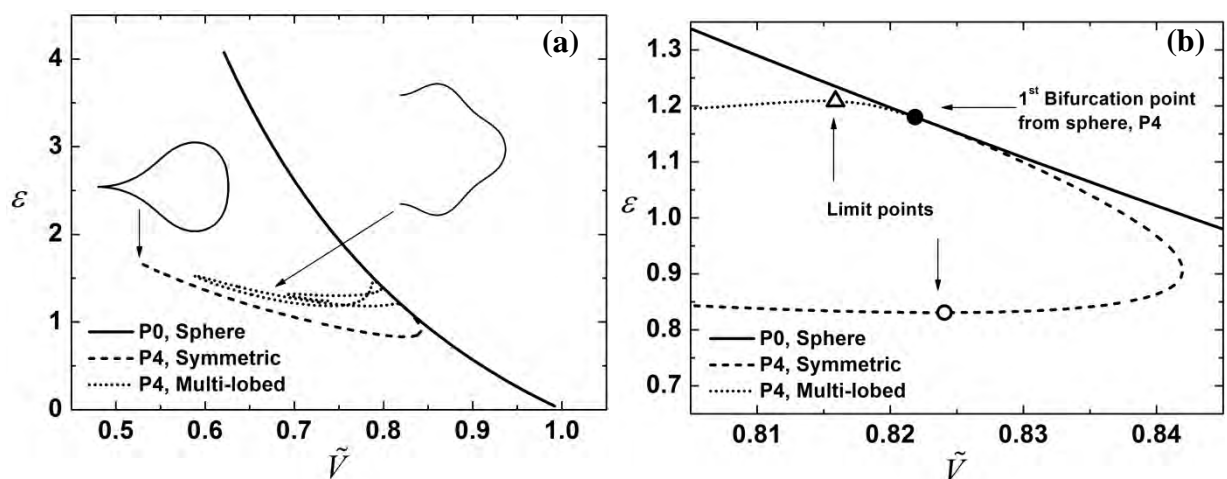 (a)
4
3
2
1
0
ε
P0, Sphere
P4, Symmetric
P4, Multi-lobed
0.5 0.6 0.7 0.8 0.9 1.0
Ṽ
(b)
1.3
1.2
1.1
1.0
0.9
0.8
0.7
ε
1st Bifurcation point
from sphere, P4
Limit points
P0, Sphere
P4, Symmetric
P4, Multi-lobed
0.81 0.82 0.83 0.84
Ṽ